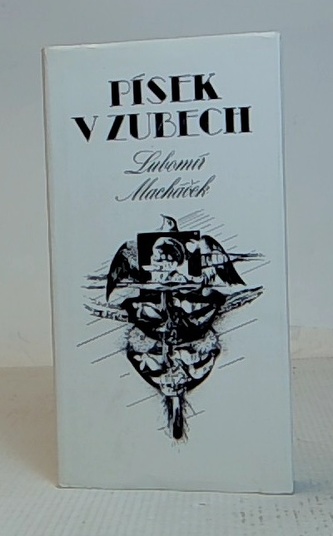 PÍSEK
V ZUBECH
Lubomír
Macháček